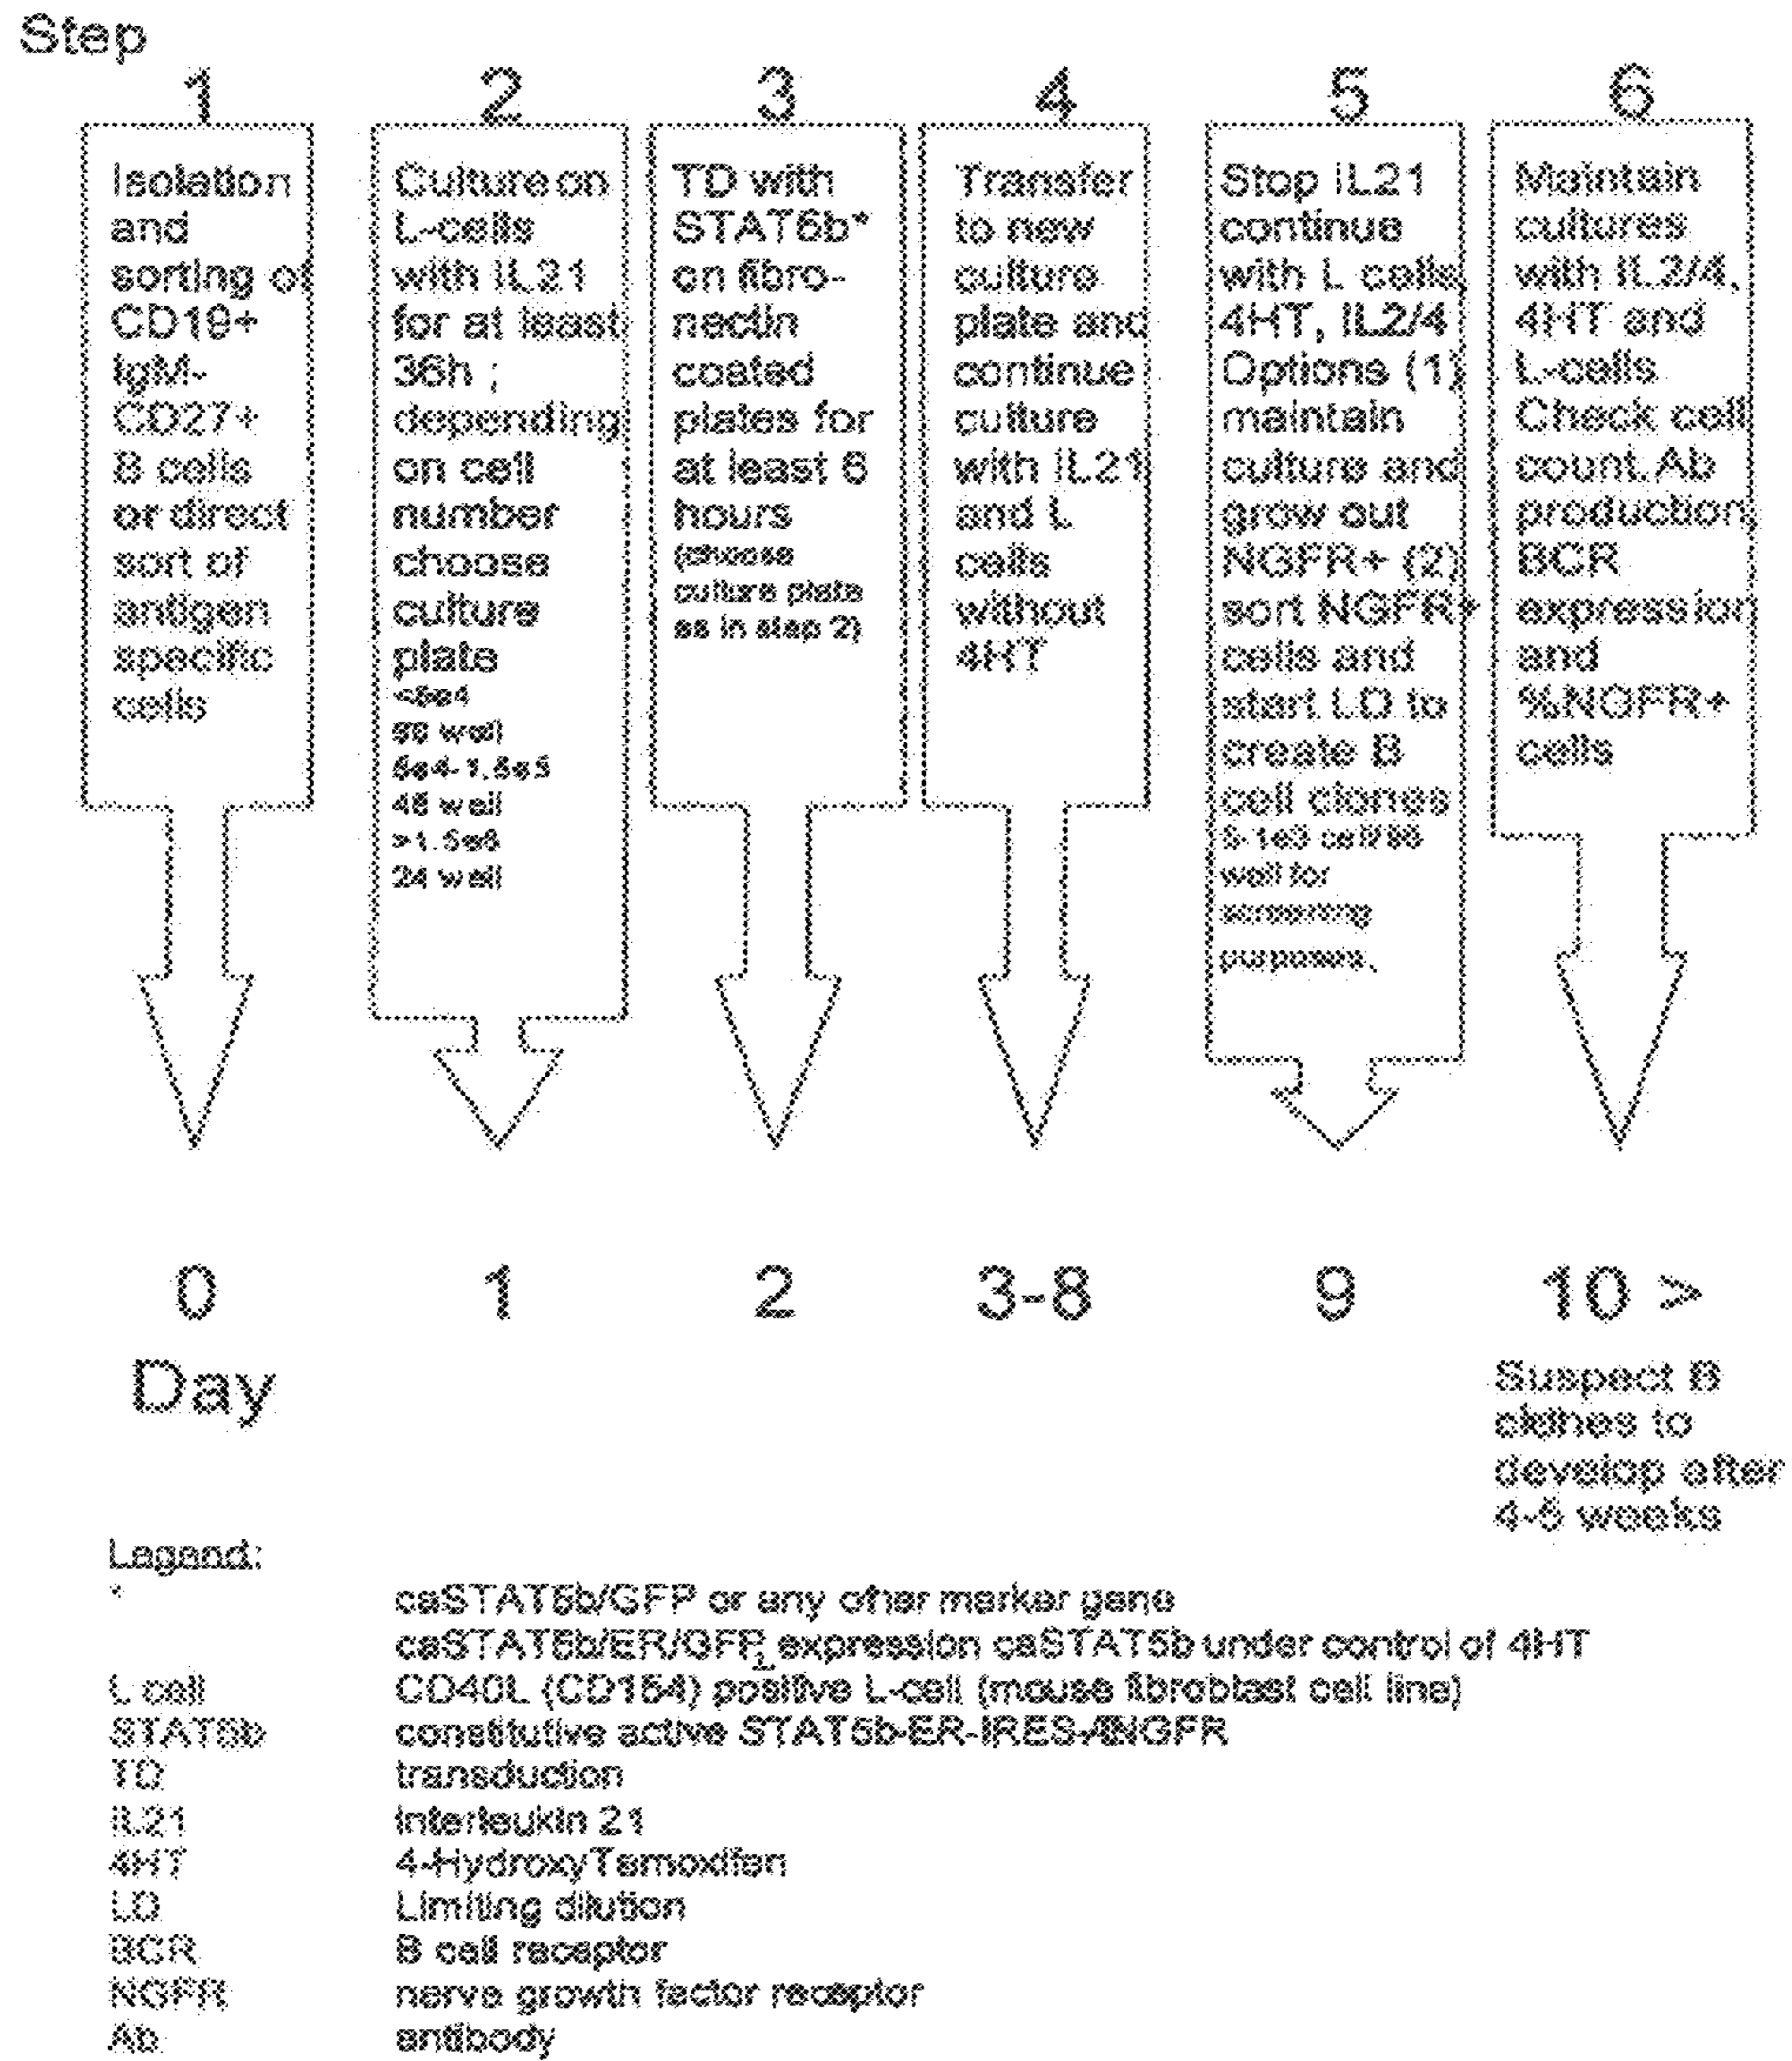 Step
1
Isolation
and
sorting of
CD19+
IgM-
CD27+
B cells
or direct
sort of
antigen
specific
cells
2
Culture on
L-cells
with IL21
for at least
36h ;
depending
on cell
number
choose
culture
plate
<5e4
96 well
5e4-1.5e5
48 well
24 well
3
TD with
on fibro-
nectin
coated
plates for
at least 6
hours
(choose
culture plate
as in step 2)
4
Transfer
to new
culture
plate and
continue
culture
with IL21
and L
cells
without
4HT
5
Stop IL21
continue
with L cells,
4HT, IL2/4
Options (1)
maintain
culture and
grow out
NGFR+ (2)
sort NGFR+
cells and
start LD to
create B
cell clones
well for
screening
purposes.
6
Maintain
cultures
with IL2/4,
4HT and
L-cells
Check cell
count. Ab
production,
BCR
expression
and
%NGFR+
cells
0
1
2
3-8
9
10 >
Day
Suspect B
clones to
develop after
weeks
Legend:
*
caSTAT5b/GFP or any other marker gene
caSTAT5b/ER/GFP, expression caSTAT5b under control of 4HT
L cell
CD40L (CD154) positive L-cell (mouse fibroblast cell line)
STAT5b
constitutive active STAT5b-ER-IRES-ΔNGFR
TD
transduction
IL21
Interleukin 21
4HT
4-HydroxyTamoxifen
LD
Limiting dilution
BCR
B cell receptor
NGFR
nerve growth factor receptor
Ab
antibody